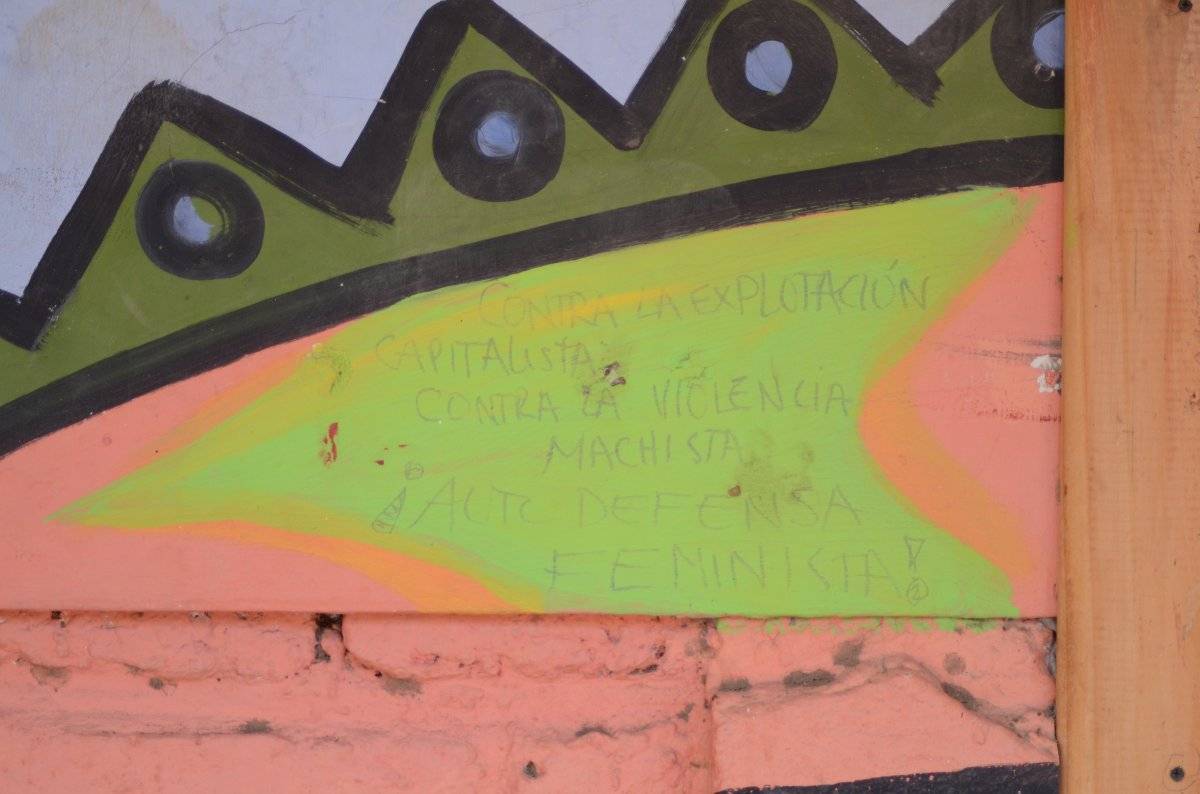 CONTRA LA EXPLOTACIÓN
CAPITALISTA
CONTRA LA VIOLENCIA
MACHISTA
¡AUTO DEFENSA
FEMINISTA!